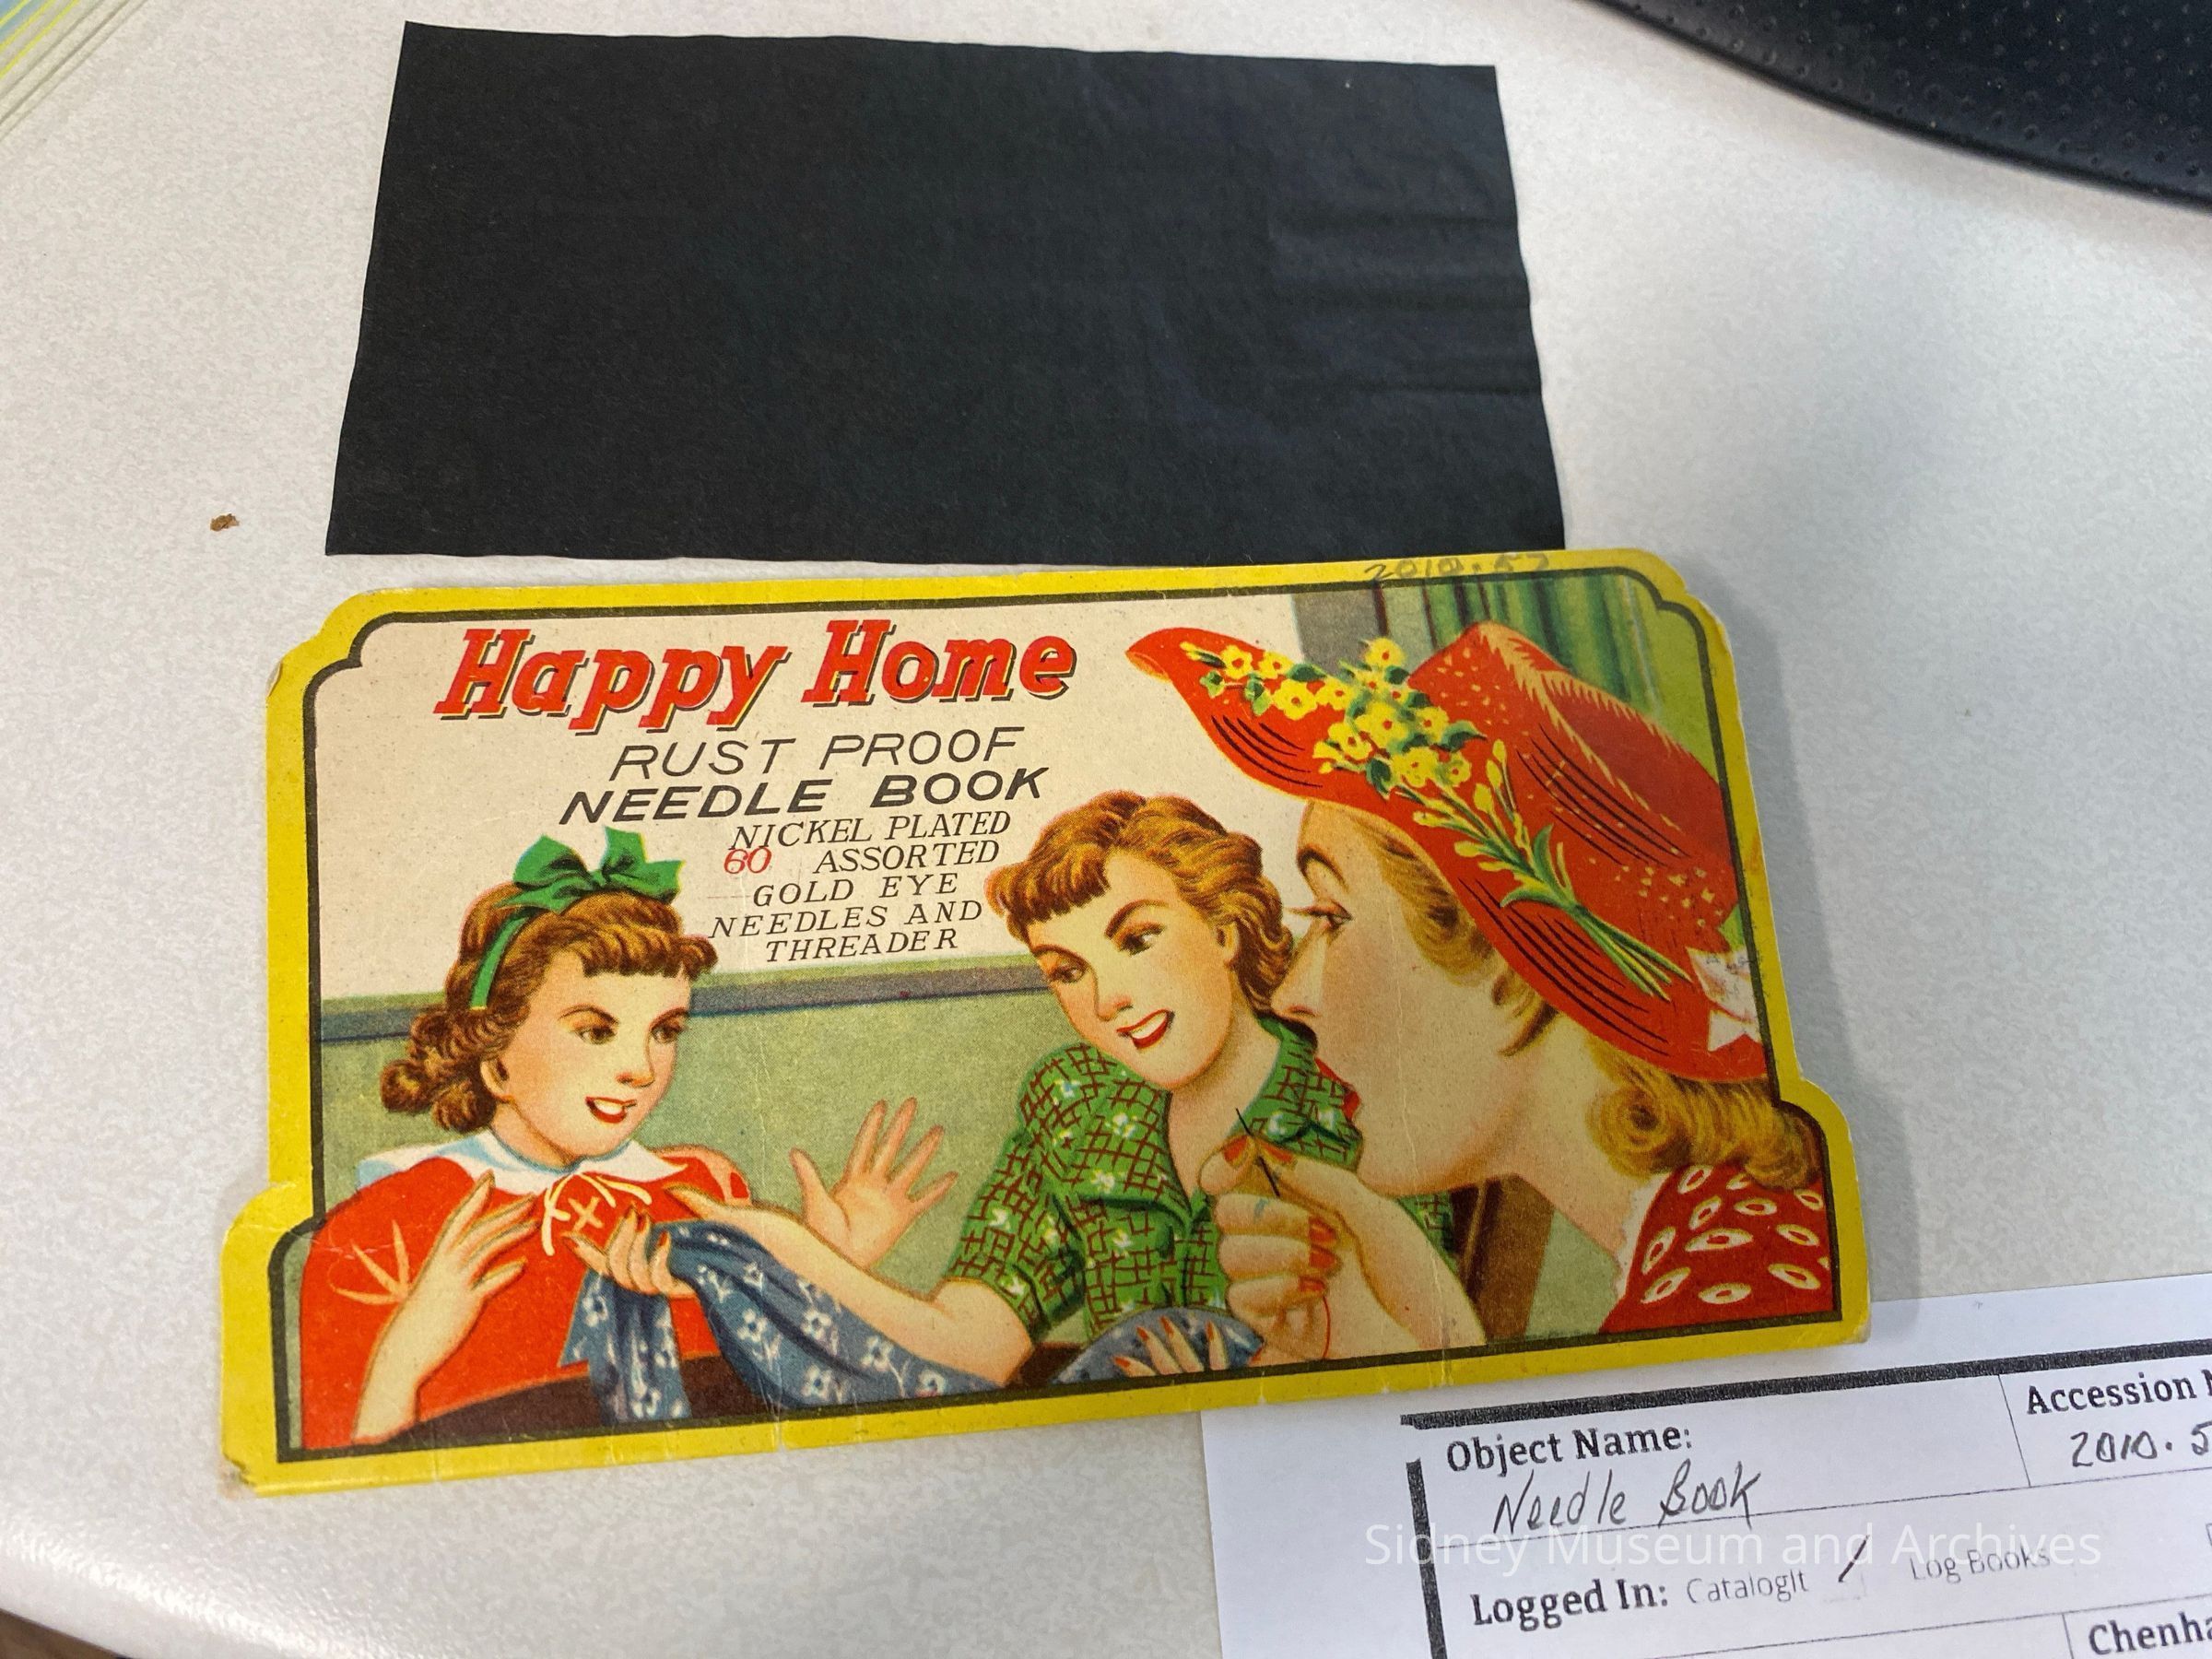 2010.57
Happy Home
RUST PROOF
NEEDLE BOOK
NICKEL PLATED
60 ASSORTED
GOLD EYE
NEEDLES AND
THREADER
Object Name:
Needle Book
Accession
2010.5
Sidney Museum and Archives
Logged In: CatalogIt / Log Books